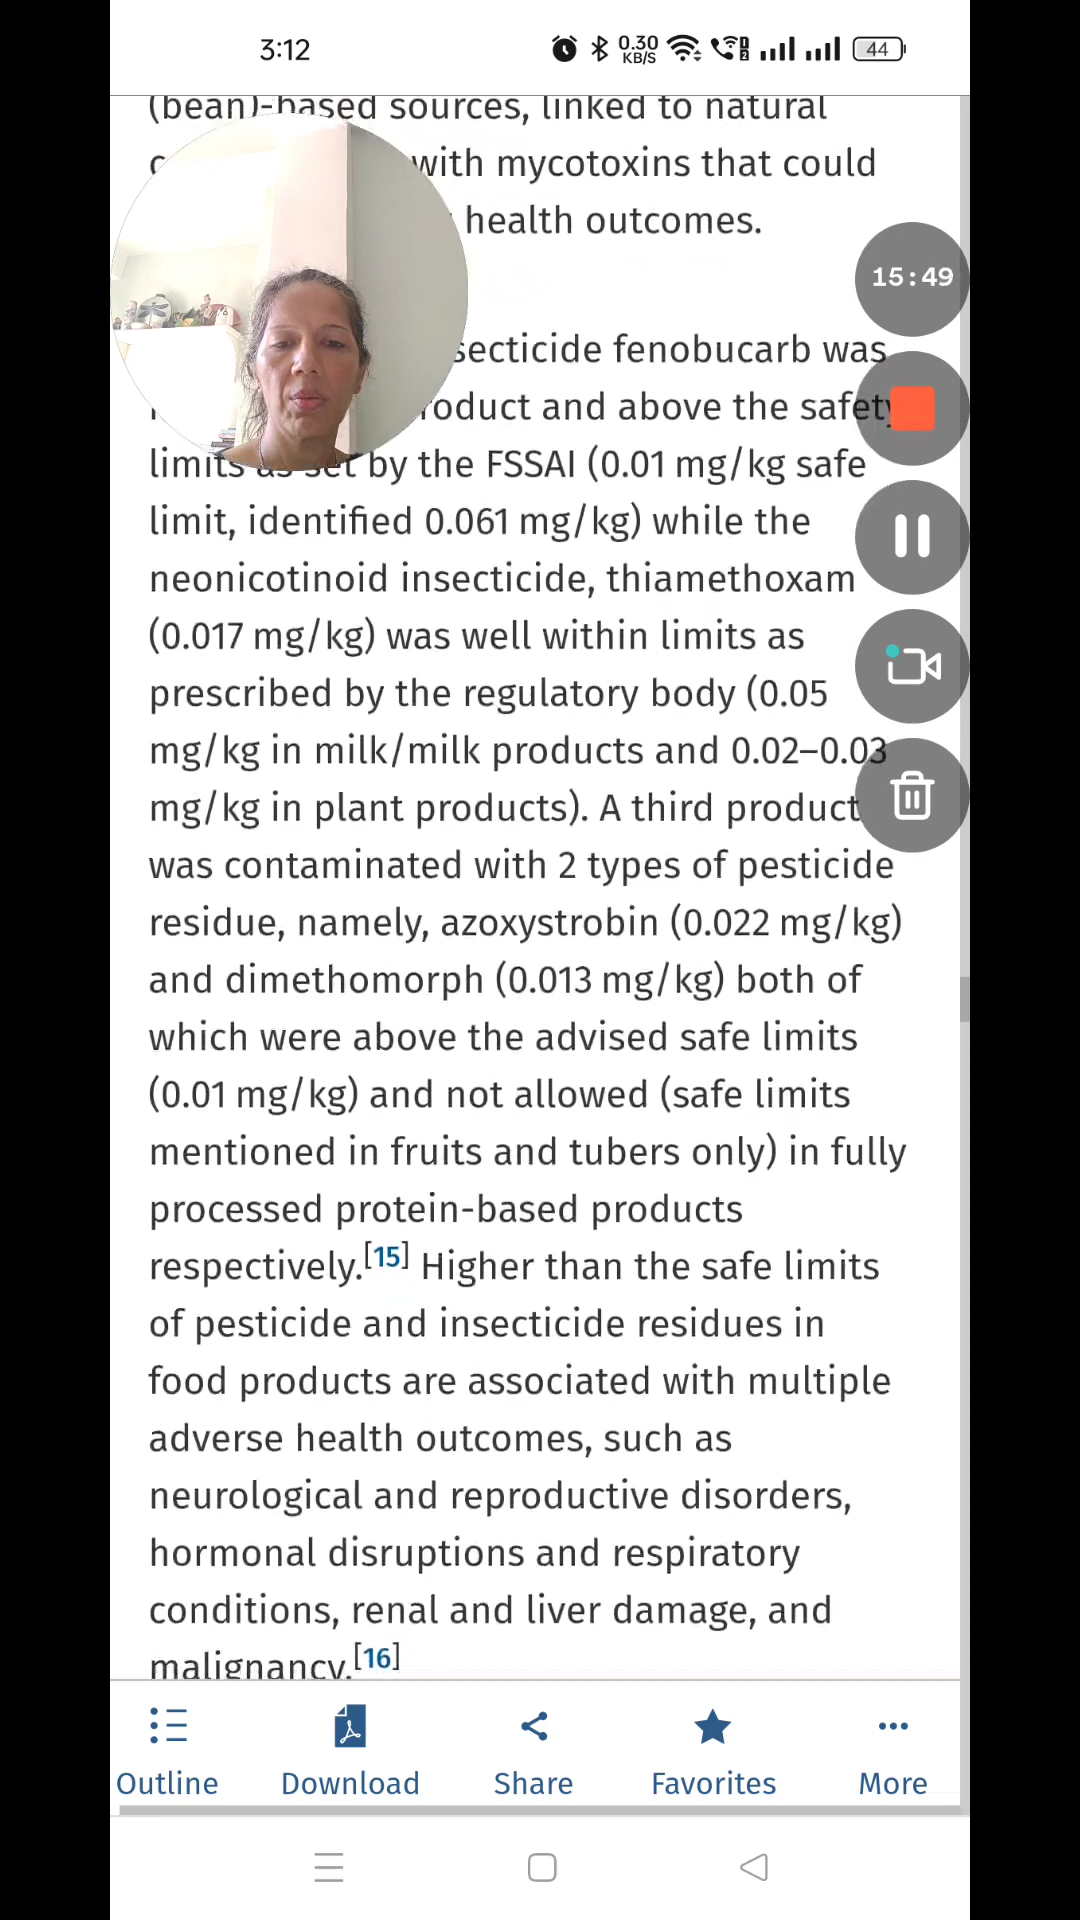 3:12
0.30
KB/S
44
(bean)-based sources, linked to natural
with mycotoxins that could
health outcomes.
15:49
fenobucarb was
and above the safety
limits as set by the FSSAI (0.01 mg/kg safe
limit, identified 0.061 mg/kg) while the
neonicotinoid insecticide, thiamethoxam
(0.017 mg/kg) was well within limits as
prescribed by the regulatory body (0.05
mg/kg in milk/milk products and 0.02–0.03
mg/kg in plant products). A third product
was contaminated with 2 types of pesticide
residue, namely, azoxystrobin (0.022 mg/kg)
and dimethomorph (0.013 mg/kg) both of
which were above the advised safe limits
(0.01 mg/kg) and not allowed (safe limits
mentioned in fruits and tubers only) in fully
processed protein-based products
respectively.[15] Higher than the safe limits
of pesticide and insecticide residues in
food products are associated with multiple
adverse health outcomes, such as
neurological and reproductive disorders,
hormonal disruptions and respiratory
conditions, renal and liver damage, and
malignancy.[16]
Outline Download Share Favorites More